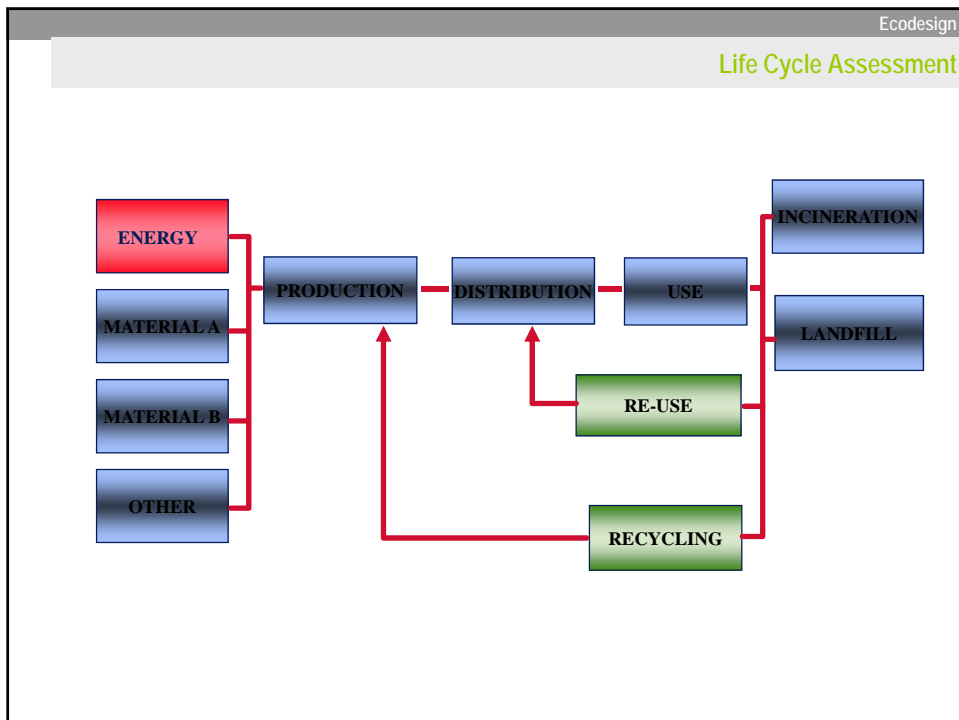 Ecodesign
Life Cycle Assessment
ENERGY
MATERIAL A
MATERIAL B
OTHER
PRODUCTION
DISTRIBUTION
USE
INCINERATION
LANDFILL
RE-USE
RECYCLING